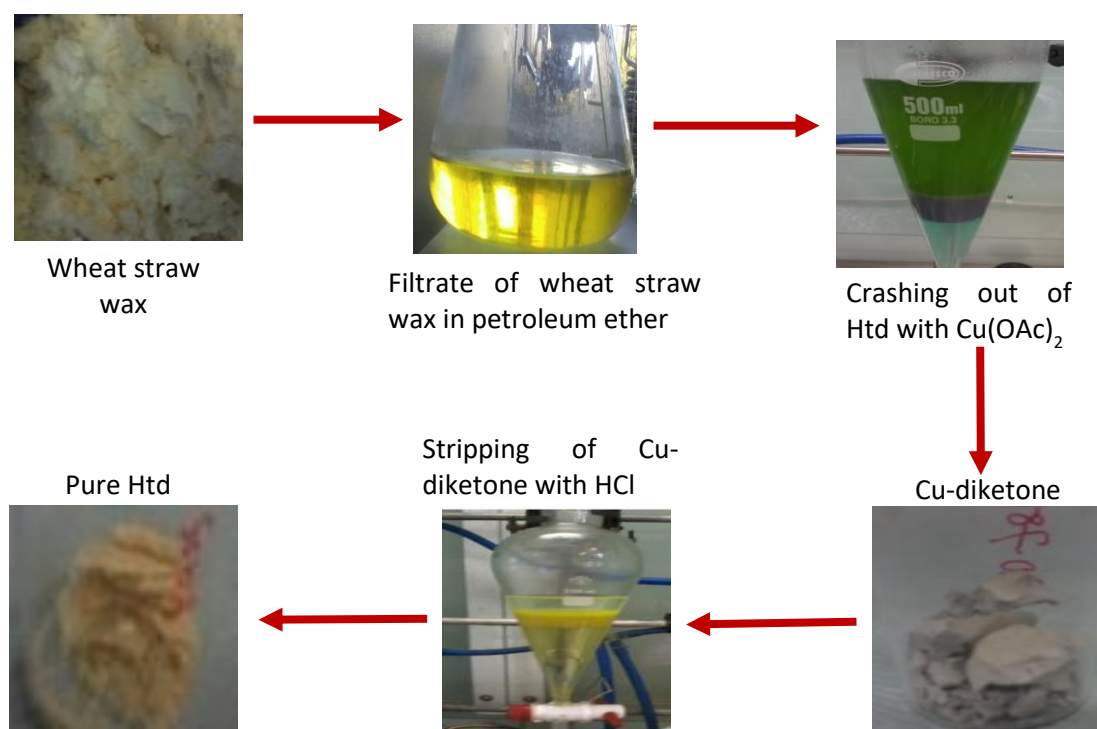 500ml
BORO 3.3
Wheat straw
wax
Filtrate of wheat straw
wax in petroleum ether
Crashing out of
Htd with Cu(OAc)2
Pure Htd
Stripping of Cu-
diketone with HCl
Cu-diketone